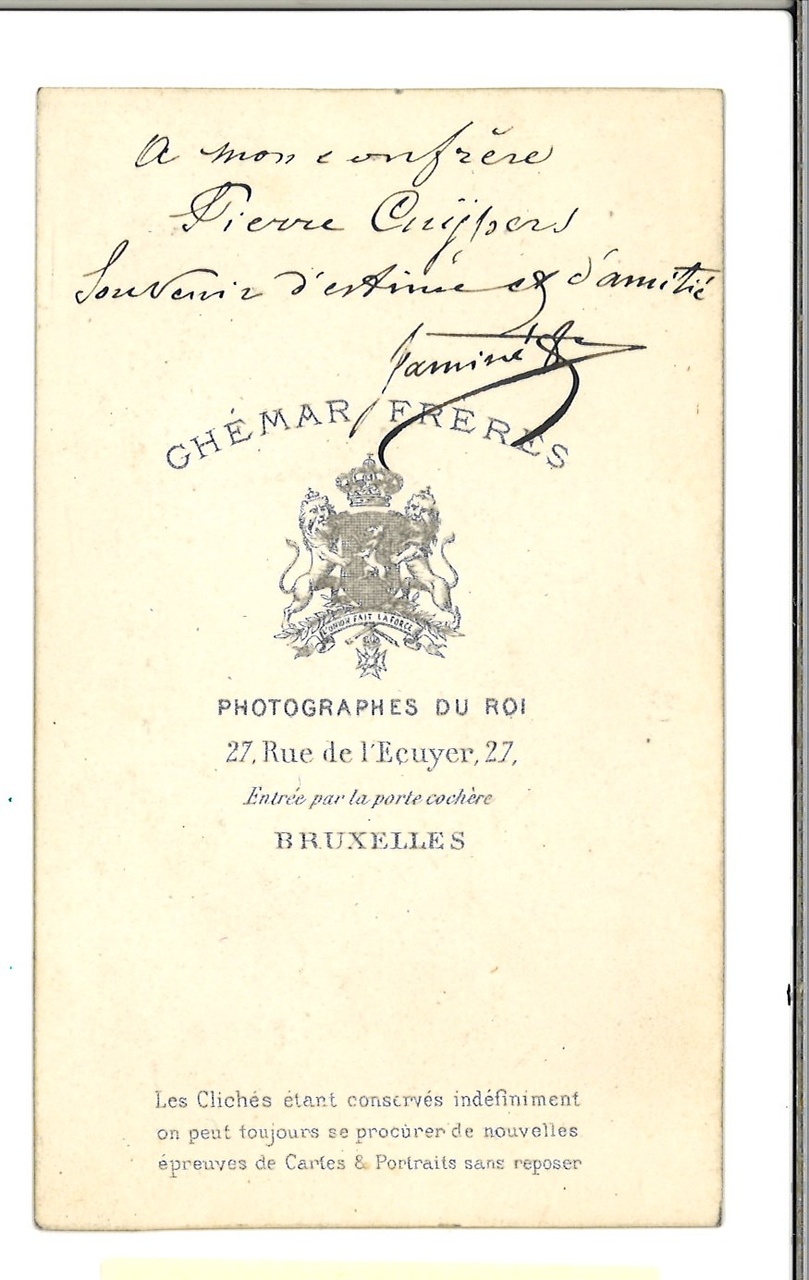 A mon confrère
Pierre Cuÿpers
Souvenir d'estime et d'amitié
Jaminé
GHÉMAR FRÈRES
L'UNION FAIT LA FORCE
PHOTOGRAPHES DU ROI
27, Rue de l'Ecuyer, 27,
Entrée par la porte cochère
BRUXELLES
Les Clichés étant conservés indéfiniment
on peut toujours se procurer de nouvelles
épreuves de Cartes & Portraits sans reposer